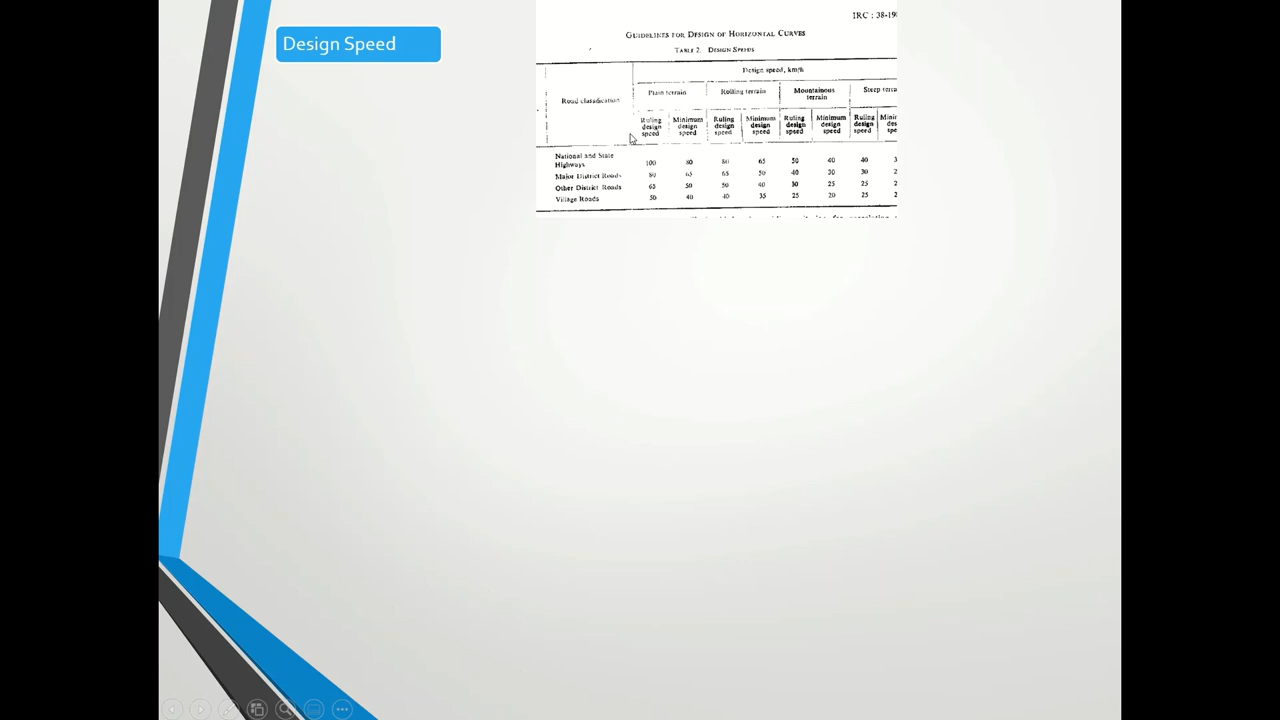 Design Speed
IRC : 38-19
GUIDELINES FOR DESIGN OF HORIZONTAL CURVES
TABLE 2. DESIGN SPEEDS
Design speed, km/h
Road classification
Plain terrain Rolling terrain Mountainous terrain Steep
Ruling design speed Minimum design speed Ruling design speed Minimum design speed Ruling design speed Minimum design speed Ruling design speed
National and State
Highways 100 80 80 65 50 40 40
Major District Roads 80 65 65 50 40 30 30
Other District Roads 65 50 50 40 30 25 25
Village Roads 50 40 40 35 25 20 25